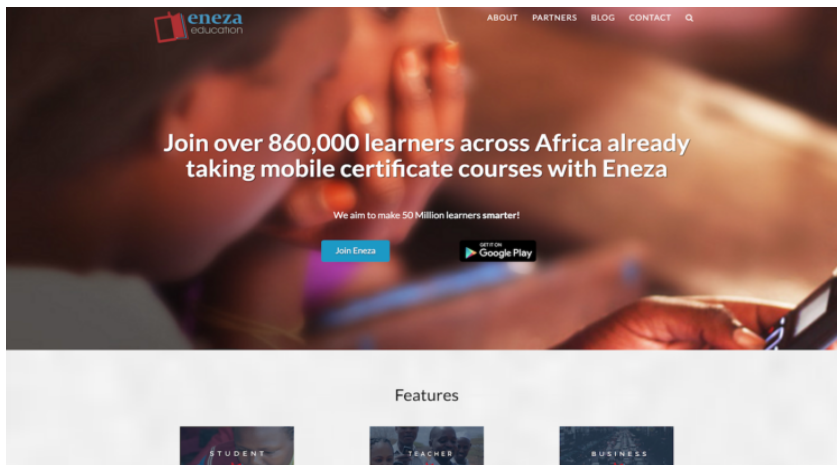 eneza
education
ABOUT PARTNERS BLOG CONTACT
Join over 860,000 learners across Africa already
taking mobile certificate courses with Eneza
We aim to make 50 Million learners smarter!
Join Eneza
GET IT ON
Google Play
Features
STUDENT
TEACHER
BUSINESS